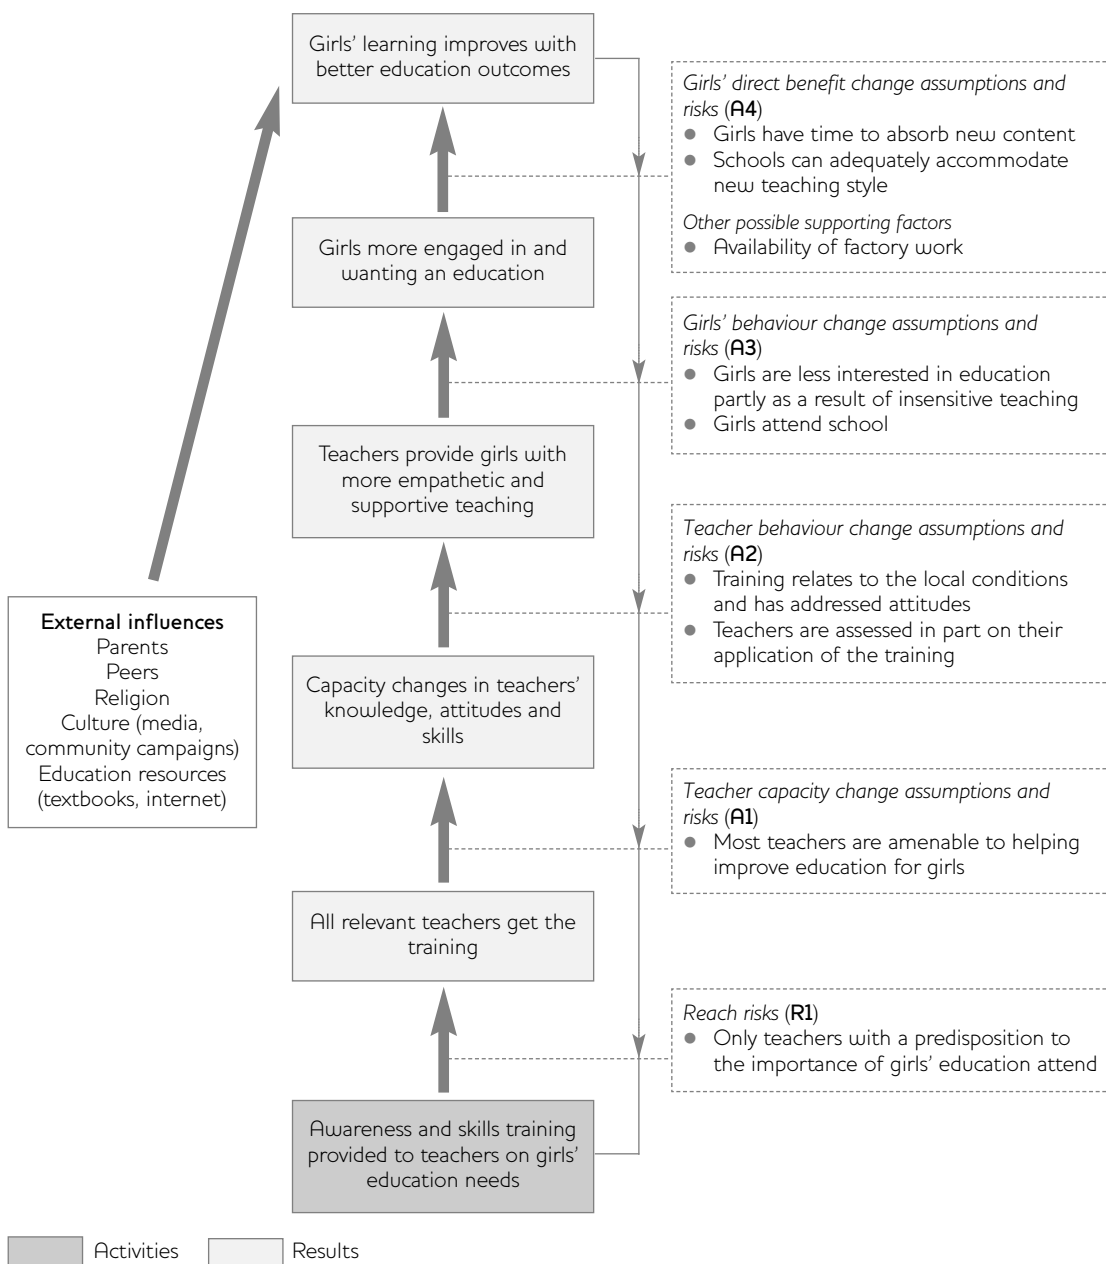 Girls' learning improves with
better education outcomes
Girls' direct benefit change assumptions and
risks (A4)
● Girls have time to absorb new content
● Schools can adequately accommodate
new teaching style
Other possible supporting factors
● Availability of factory work
Girls more engaged in and
wanting an education
Girls' behaviour change assumptions and
risks (A3)
● Girls are less interested in education
partly as a result of insensitive teaching
● Girls attend school
Teachers provide girls with
more empathetic and
supportive teaching
Teacher behaviour change assumptions and
risks (A2)
● Training relates to the local conditions
and has addressed attitudes
● Teachers are assessed in part on their
application of the training
External influences
Parents
Peers
Religion
Culture (media,
community campaigns)
Education resources
(textbooks, internet)
Capacity changes in teachers'
knowledge, attitudes and
skills
Teacher capacity change assumptions and
risks (A1)
● Most teachers are amenable to helping
improve education for girls
All relevant teachers get the
training
Reach risks (R1)
● Only teachers with a predisposition to
the importance of girls' education attend
Awareness and skills training
provided to teachers on girls'
education needs
Activities
Results